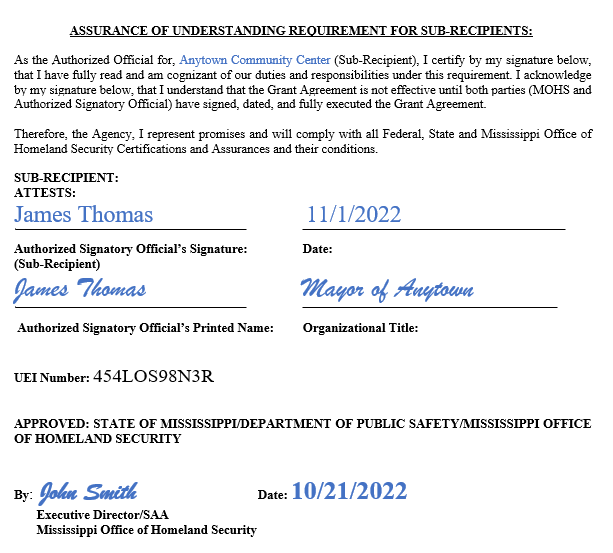 ASSURANCE OF UNDERSTANDING REQUIREMENT FOR SUB-RECIPIENTS:
As the Authorized Official for, Anytown Community Center (Sub-Recipient), I certify by my signature below,
that I have fully read and am cognizant of our duties and responsibilities under this requirement. I acknowledge
by my signature below, that I understand that the Grant Agreement is not effective until both parties (MOHS and
Authorized Signatory Official) have signed, dated, and fully executed the Grant Agreement.
Therefore, the Agency, I represent promises and will comply with all Federal, State and Mississippi Office of
Homeland Security Certifications and Assurances and their conditions.
SUB-RECIPIENT:
ATTESTS:
James Thomas 11/1/2022
Authorized Signatory Official's Signature: Date:
(Sub-Recipient)
James Thomas Mayor of Anytown
Authorized Signatory Official's Printed Name: Organizational Title:
UEI Number: 454LOS98N3R
APPROVED: STATE OF MISSISSIPPI/DEPARTMENT OF PUBLIC SAFETY/MISSISSIPPI OFFICE
OF HOMELAND SECURITY
By: John Smith Date: 10/21/2022
Executive Director/SAA
Mississippi Office of Homeland Security